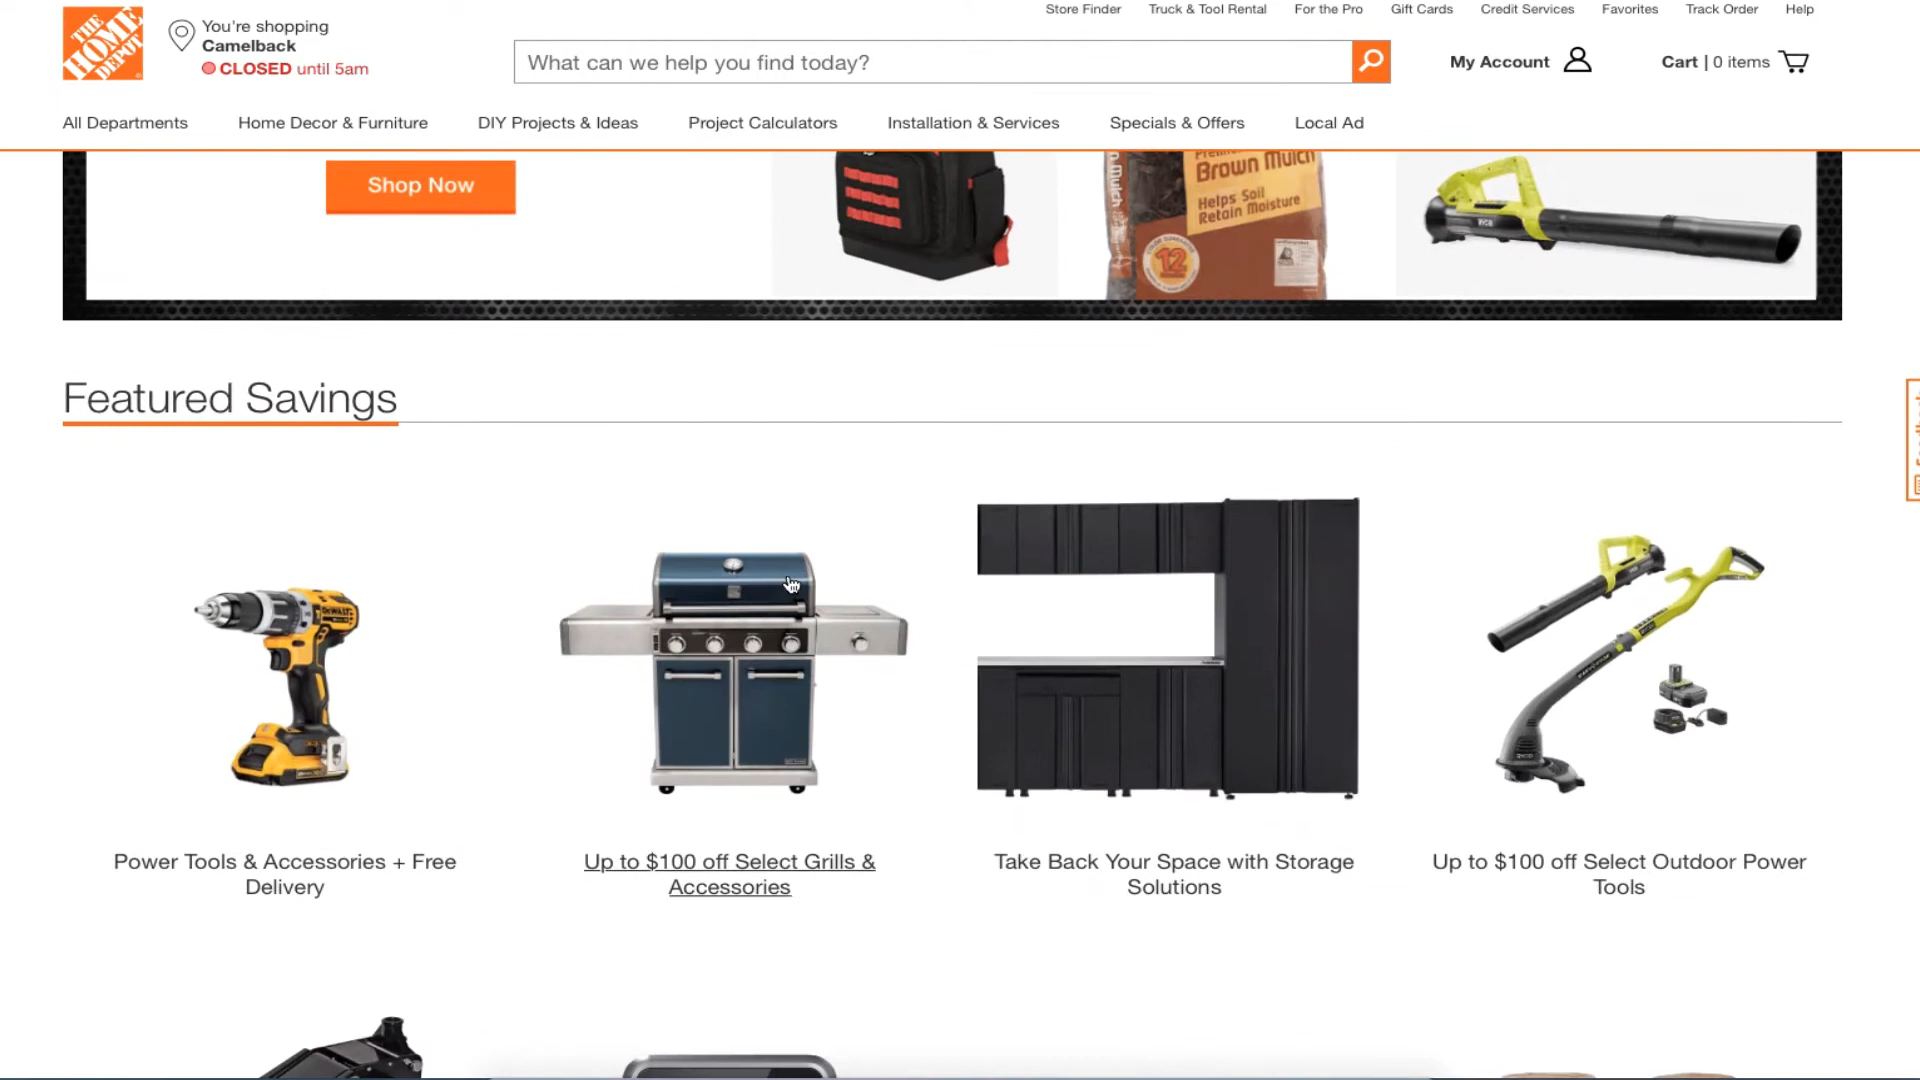 Store Finder Truck & Tool Rental For the Pro Gift Cards Credit Services Favorites Track Order Help
THE HOME DEPOT
You're shopping
Camelback
CLOSED until 5am
What can we help you find today?
My Account
Cart | 0 items
All Departments Home Decor & Furniture DIY Projects & Ideas Project Calculators Installation & Services Specials & Offers Local Ad
Shop Now
Brown Mulch
Helps Soil
Retain Moisture
12
Mulch
RYOBI
Featured Savings
DEWALT
Power Tools & Accessories + Free
Delivery
Up to $100 off Select Grills &
Accessories
Take Back Your Space with Storage
Solutions
Up to $100 off Select Outdoor Power
Tools